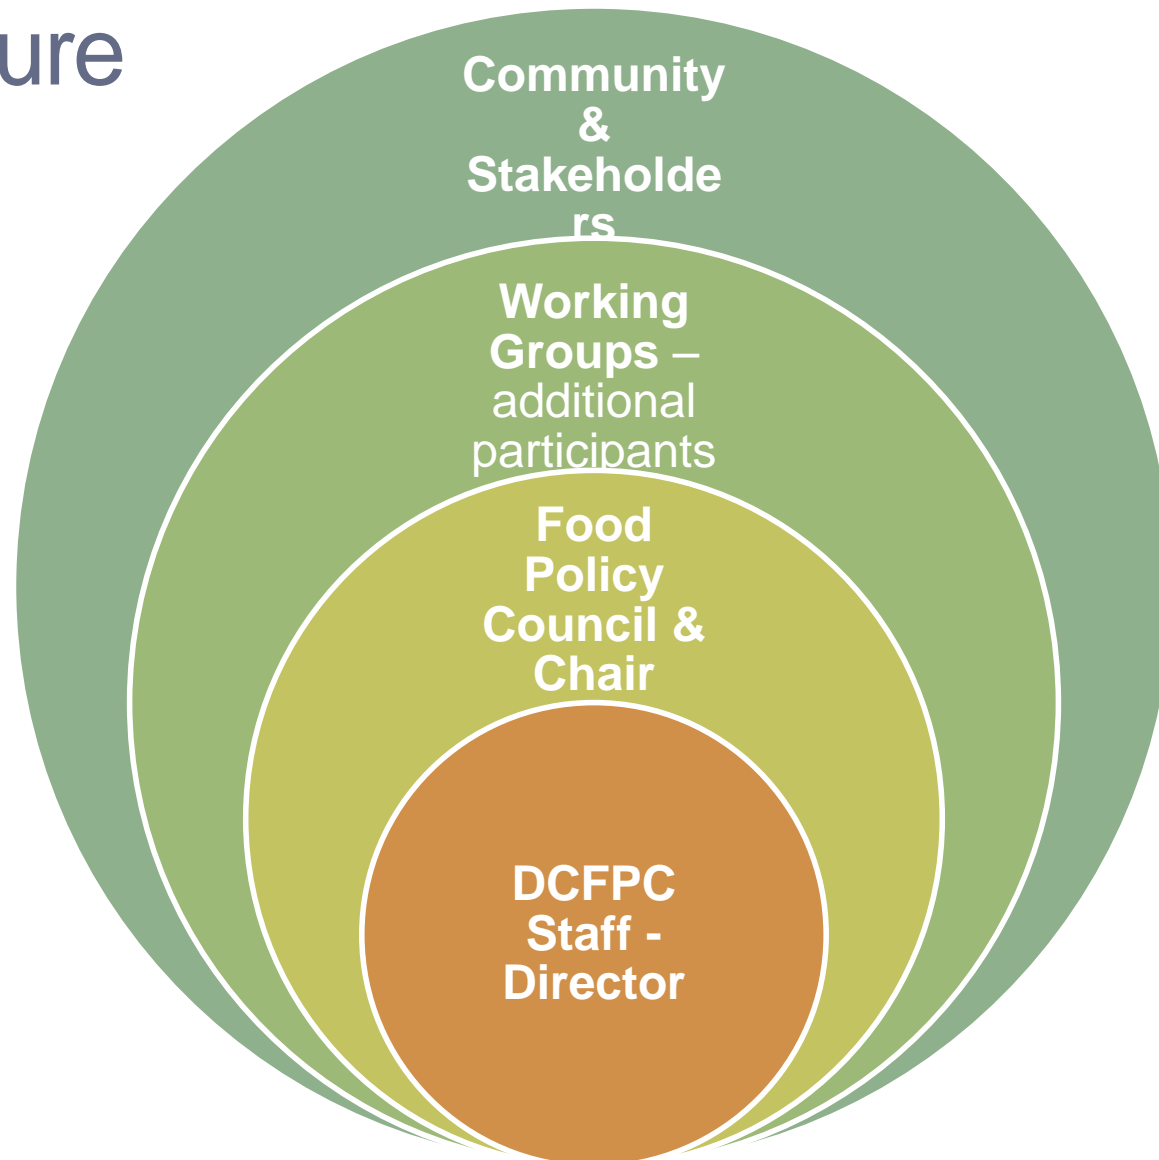 ure
Community
&
Stakeholde
rs
Working
Groups –
additional
participants
Food
Policy
Council &
Chair
DCFPC
Staff -
Director